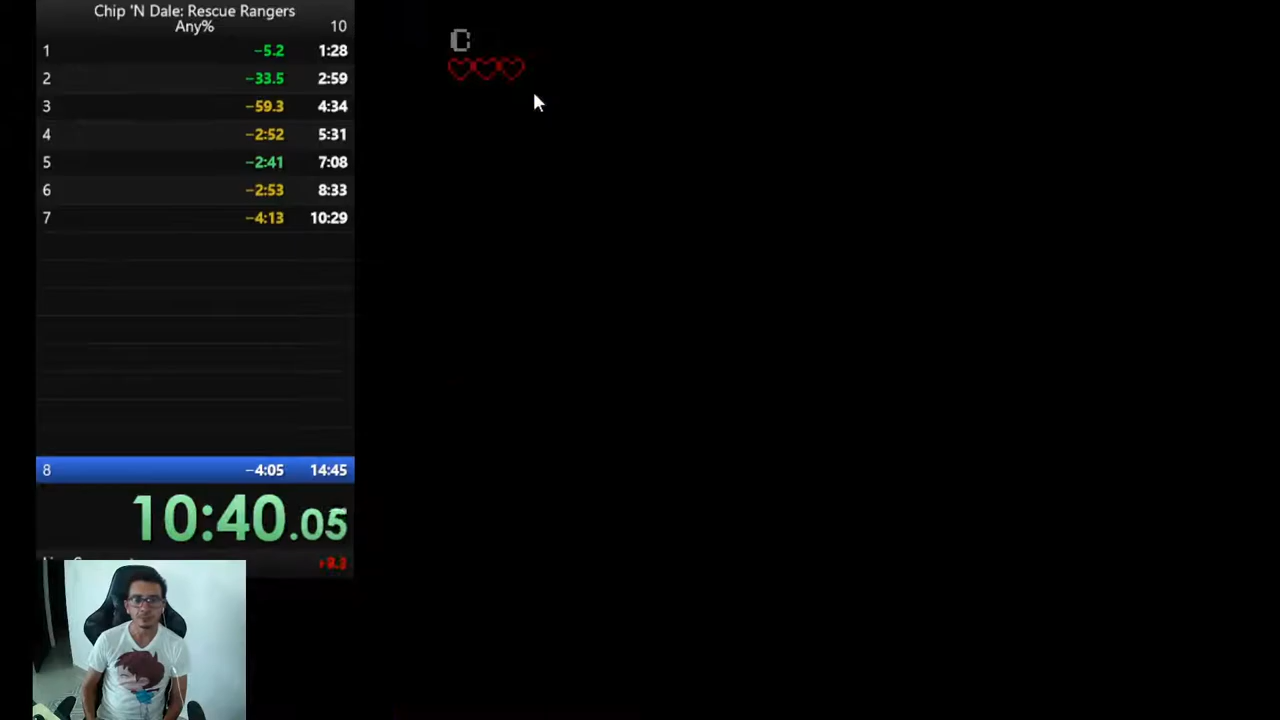 Chip 'N Dale: Rescue Rangers
Any% 10
1 −5.2 1:28
2 −33.5 2:59
3 −59.3 4:34
4 −2:52 5:31
5 −2:41 7:08
6 −2:53 8:33
7 −4:13 10:29
8 −4:05 14:45
10:40.05
C